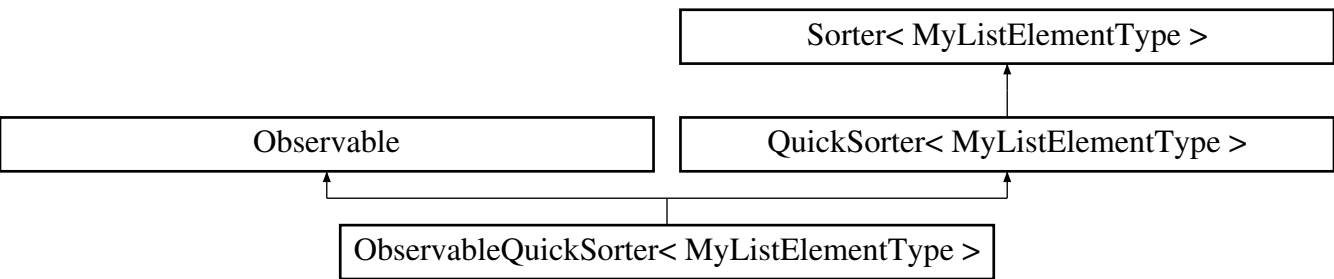 Sorter< MyListElementType >
Observable
QuickSorter< MyListElementType >
ObservableQuickSorter< MyListElementType >